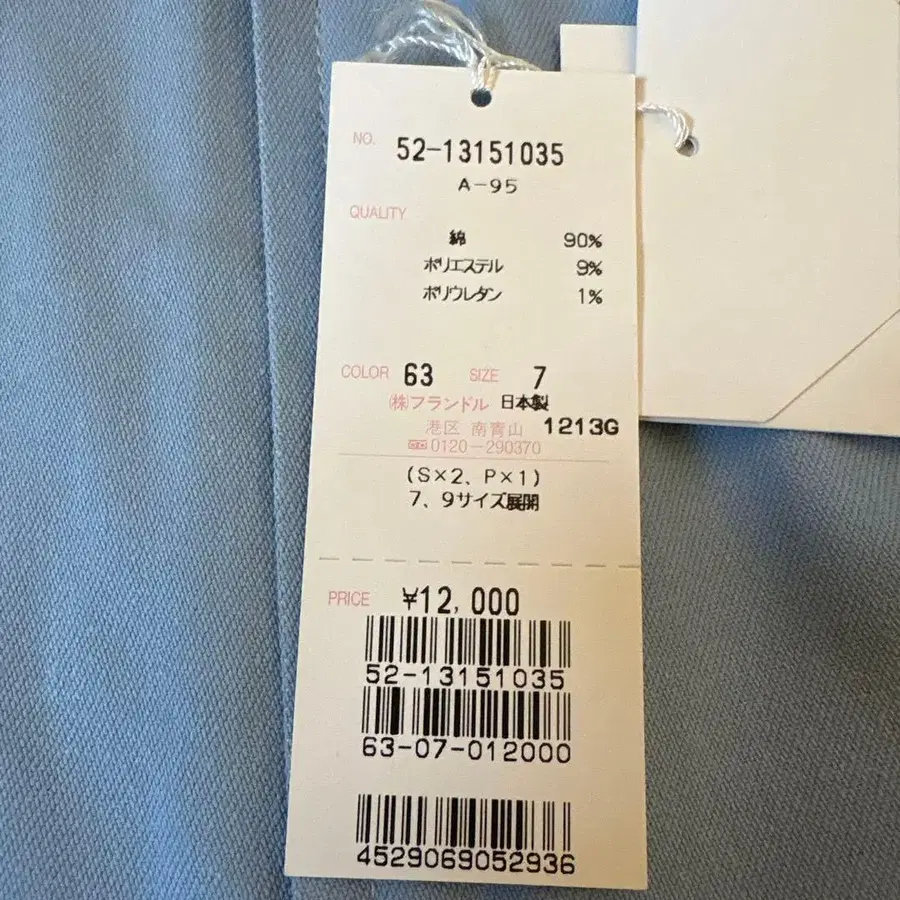 NO. 52-13151035
A-95
QUALITY
綿 90%
ポリエステル 9%
ポリウレタン 1%
COLOR 63 SIZE 7
㈱フランドル 日本製
港区 南青山 1213G
0120-290370
(S×2、P×1)
7、9サイズ展開
PRICE ¥12,000
52-13151035
63-07-012000
4529069052936